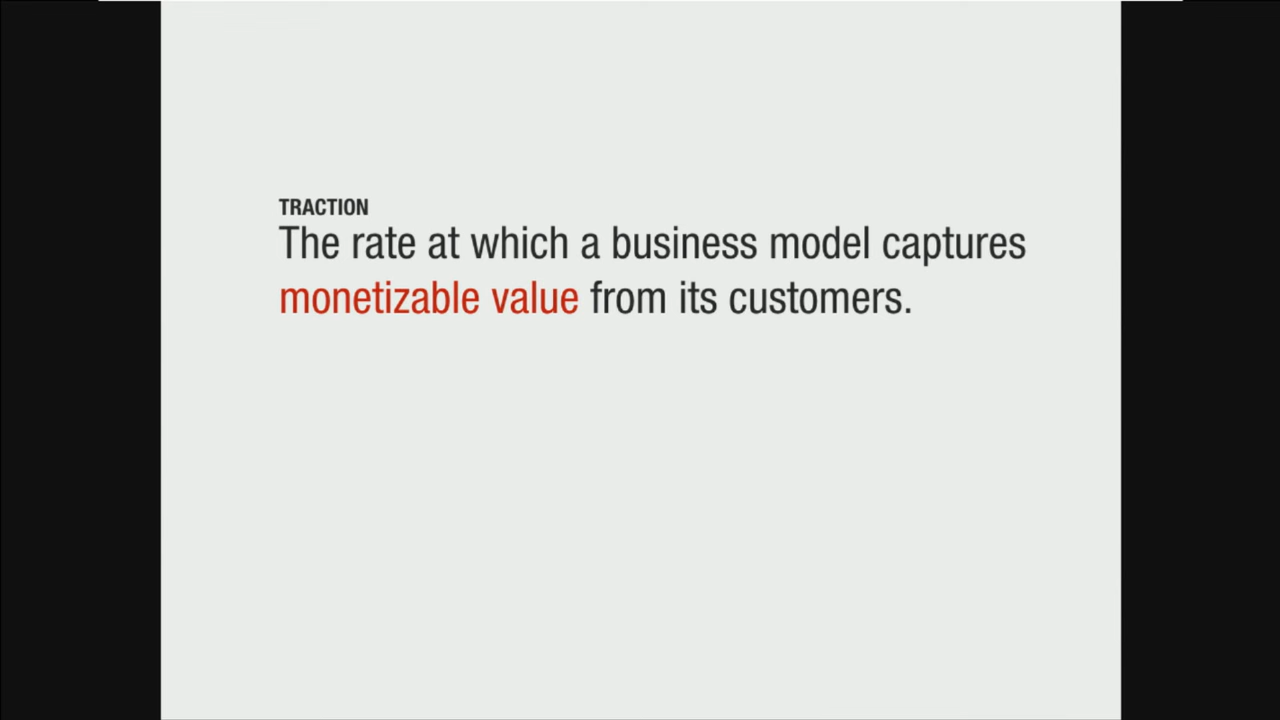 TRACTION
The rate at which a business model captures
monetizable value from its customers.